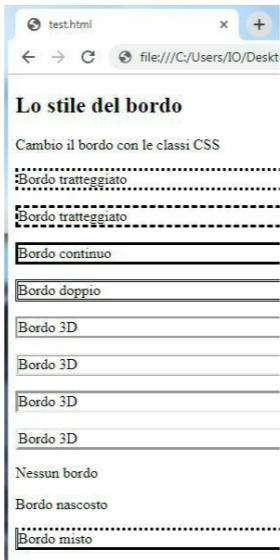 test.html
file:///C:/Users/IO/Deskt
Lo stile del bordo
Cambio il bordo con le classi CSS
Bordo tratteggiato
Bordo tratteggiato
Bordo continuo
Bordo doppio
Bordo 3D
Bordo 3D
Bordo 3D
Bordo 3D
Nessun bordo
Bordo nascosto
Bordo misto